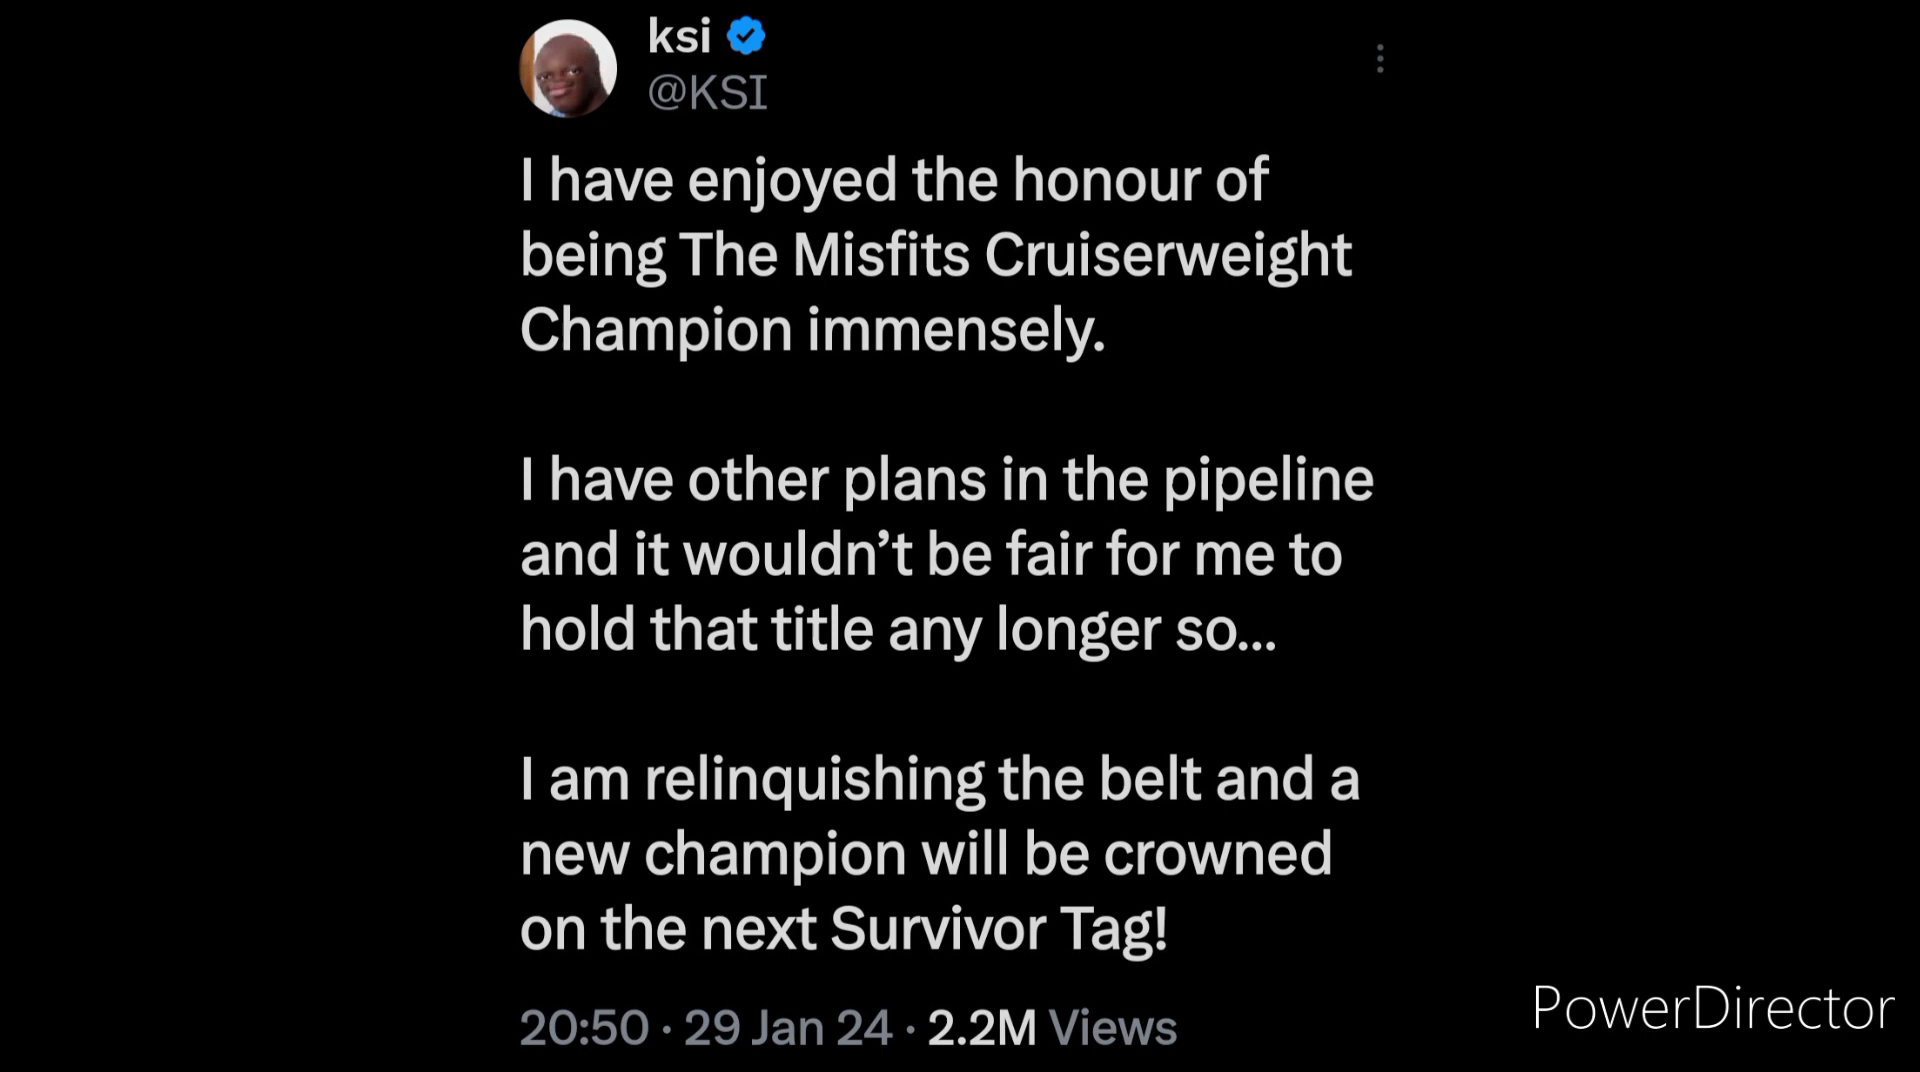 ksi
@KSI
I have enjoyed the honour of
being The Misfits Cruiserweight
Champion immensely.
I have other plans in the pipeline
and it wouldn’t be fair for me to
hold that title any longer so...
I am relinquishing the belt and a
new champion will be crowned
on the next Survivor Tag!
20:50 · 29 Jan 24 · 2.2M Views
PowerDirector